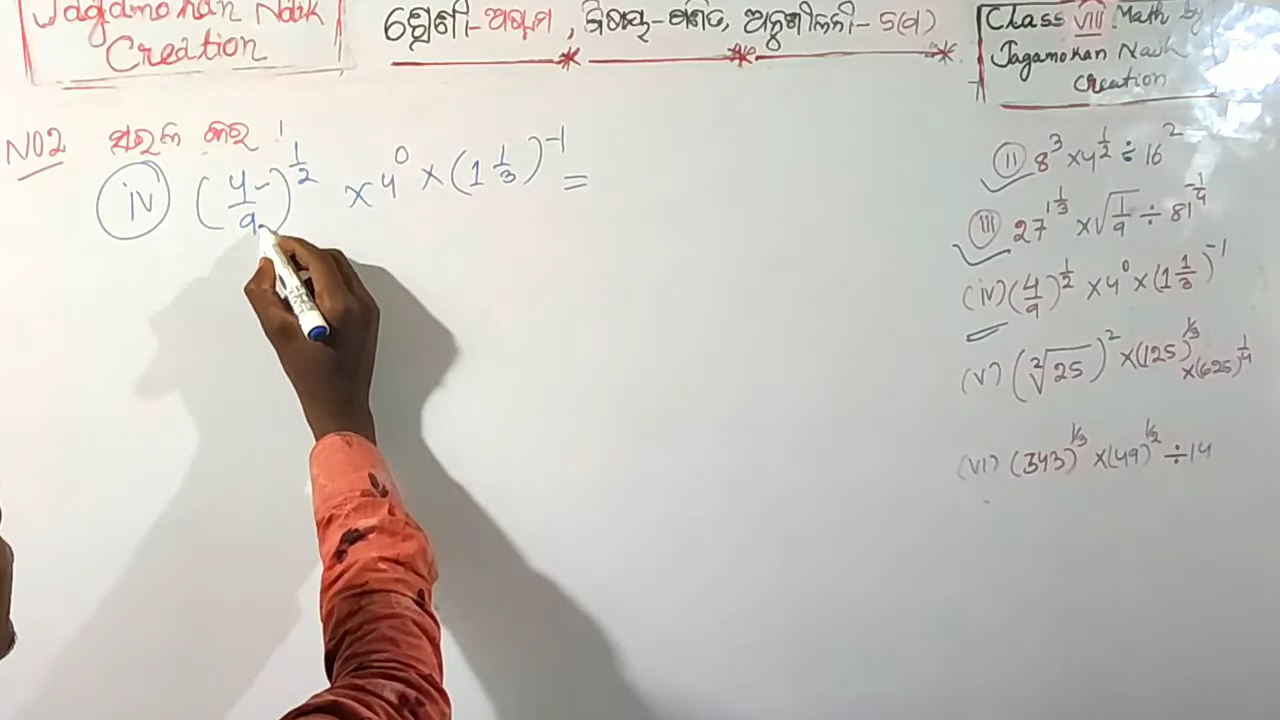 Jagamohan Naik
Creation
ଶ୍ରେଣୀ-ଅଷ୍ଟମ , ବିଷୟ-ଗଣିତ, ଅନୁଶୀଳନୀ-
Class VIII Math by
Jagamohan Naik
Creation
NO2 ସରଳ କର !
(iv) (4/9)^(1/2) × 4^0 × (1 1/3)^-1 =
(ii) 8^3 × 4^(1/2) ÷ 16^2
(iii) 27^(1/3) × √(1/9) ÷ 81^(-1/4)
(iv) (4/9)^(1/2) × 4^0 × (1 1/3)^-1
(v) (²√25)^2 × (125)^(1/3) × (625)^(1/4)
(vi) (343)^(1/3) × (49)^(1/2) ÷ 14